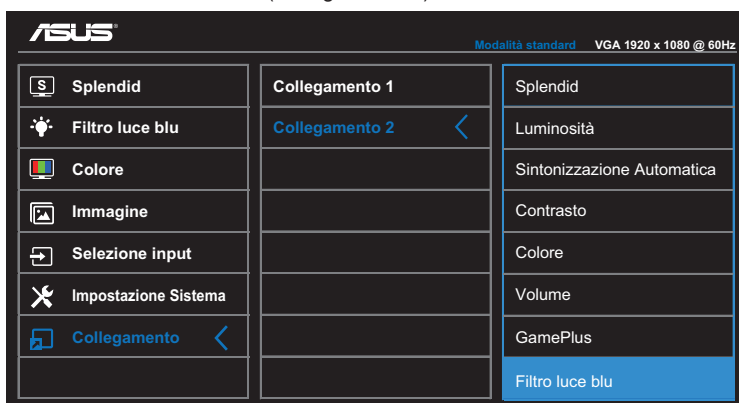 ASUS
Modalità standard VGA 1920 x 1080 @ 60Hz
S Splendid
Filtro luce blu
Colore
Immagine
Selezione input
Impostazione Sistema
Collegamento
Collegamento 1
Collegamento 2
Splendid
Luminosità
Sintonizzazione Automatica
Contrasto
Colore
Volume
GamePlus
Filtro luce blu